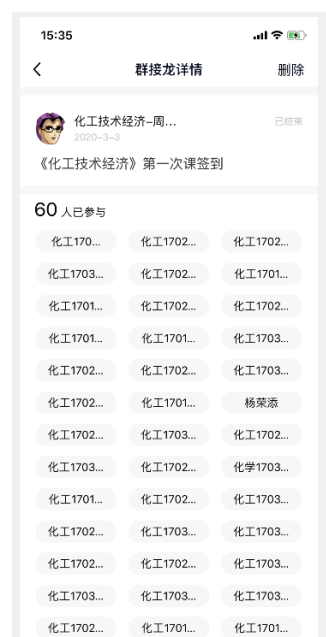 15:35
群接龙详情 删除
化工技术经济-周... 已结束
2020-3-3
《化工技术经济》第一次课签到
60 人已参与
化工170... 化工1702... 化工1702...
化工1703... 化工1702... 化工1701...
化工1701... 化工1702... 化工1702...
化工1701... 化工1701... 化工1703...
化工1702... 化工1702... 化工1703...
化工1702... 化工1701... 杨荣添
化工1702... 化工1703... 化工1702...
化工1703... 化工1702... 化学1703...
化工1701... 化工1702... 化工1703...
化工1702... 化工1703... 化工1703...
化工1702... 化工1702... 化工1703...
化工1703... 化工1703... 化工1703...
化工1702... 化工1701... 化工1701...